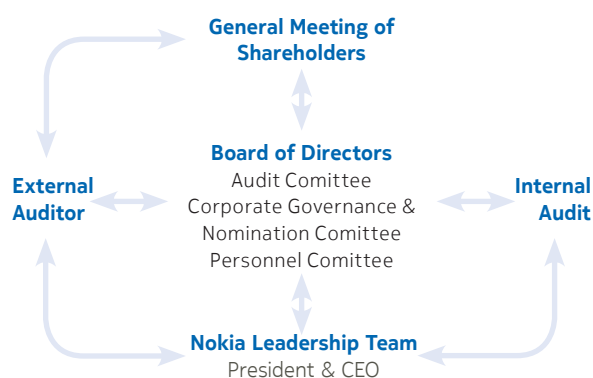 General Meeting of
Shareholders
Board of Directors
Audit Comittee
Corporate Governance &
Nomination Comittee
Personnel Comittee
External
Auditor
Internal
Audit
Nokia Leadership Team
President & CEO